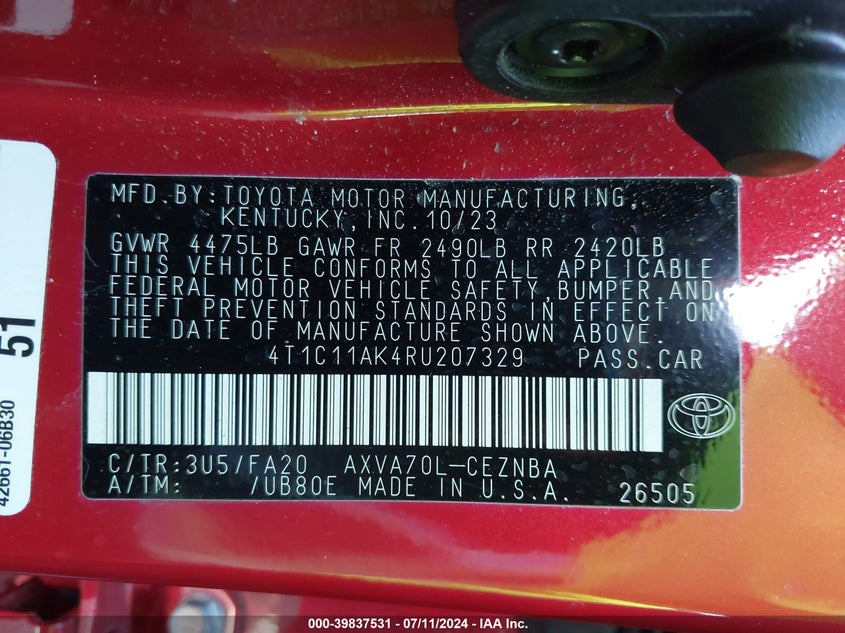 MFD.BY:TOYOTA MOTOR MANUFACTURING,
KENTUCKY,INC.10/23
GVWR 4475LB GAWR FR 2490LB RR 2420LB
THIS VEHICLE CONFORMS TO ALL APPLICABLE
FEDERAL MOTOR VEHICLE SAFETY,BUMPER,AND
THEFT PREVENTION STANDARDS IN EFFECT ON
THE DATE OF MANUFACTURE SHOWN ABOVE.
4T1C11AK4RU207329 PASS.CAR
C/TR:3U5/FA20 AXVA70L-CEZNBA
A/TM: /UB80E MADE IN U.S.A. 26505
51
42661-06B30
000-39837531 - 07/11/2024 - IAA Inc.